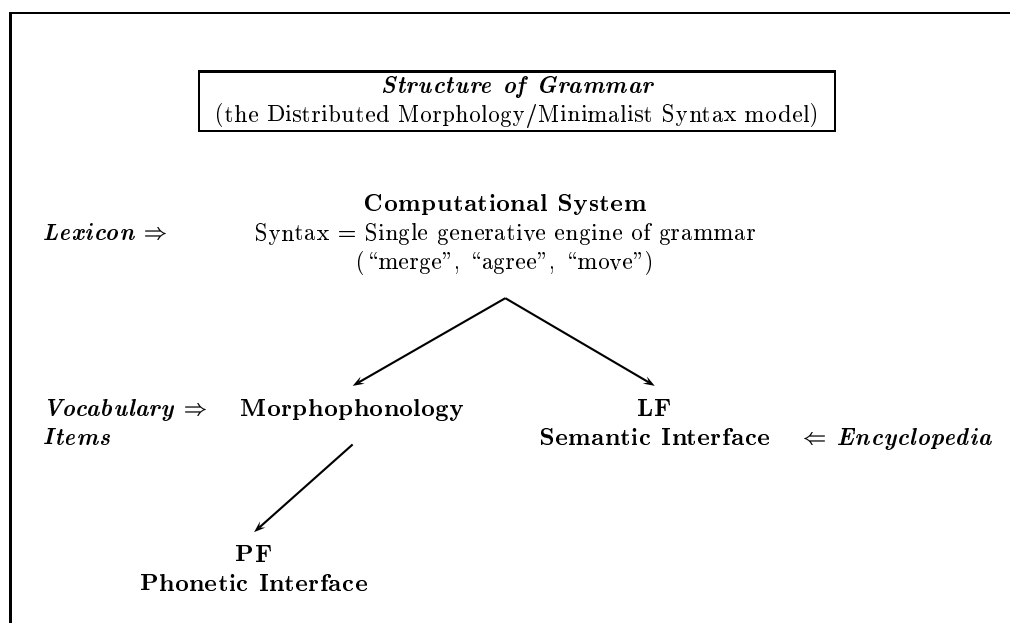 Structure of Grammar
(the Distributed Morphology/Minimalist Syntax model)
Computational System
Lexicon ⇒ Syntax = Single generative engine of grammar
(“merge”, “agree”, “move”)
Vocabulary ⇒ Morphophonology LF
Items Semantic Interface ⇐ Encyclopedia
PF
Phonetic Interface